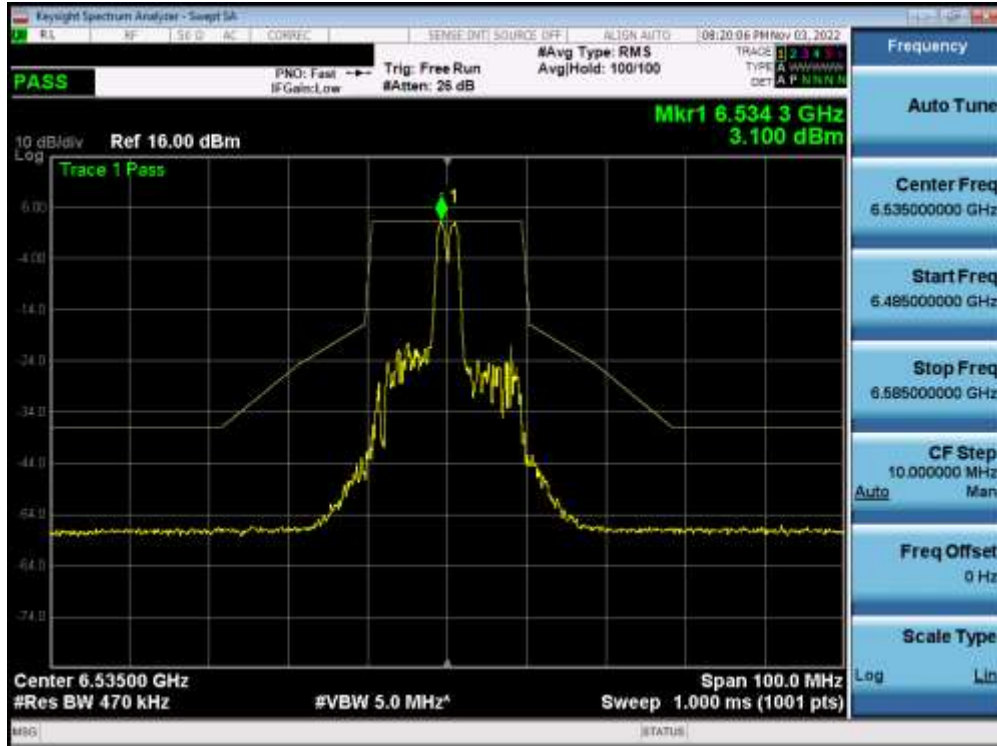 Keysight Spectrum Analyzer - Swept SA
RL RF 50 Ω AC CORREC SENSE:INT SOURCE OFF ALIGN AUTO 08:20:06 PM Nov 03, 2022
PASS
PNO: Fast
IFGain:Low
Trig: Free Run
#Atten: 26 dB
#Avg Type: RMS
Avg|Hold: 100/100
TRACE 1 2 3 4 5 6
TYPE A WWWWW
DET A P N N N N
Mkr1 6.534 3 GHz
3.100 dBm
10 dB/div Ref 16.00 dBm
Log
Trace 1 Pass
1
6.00
-4.00
-14.0
-24.0
-34.0
-44.0
-54.0
-64.0
-74.0
Center 6.53500 GHz Span 100.0 MHz
#Res BW 470 kHz #VBW 5.0 MHz* Sweep 1.000 ms (1001 pts)
MSG STATUS
Frequency
Auto Tune
Center Freq
6.535000000 GHz
Start Freq
6.485000000 GHz
Stop Freq
6.585000000 GHz
CF Step
10.000000 MHz
Auto Man
Freq Offset
0 Hz
Scale Type
Log Lin